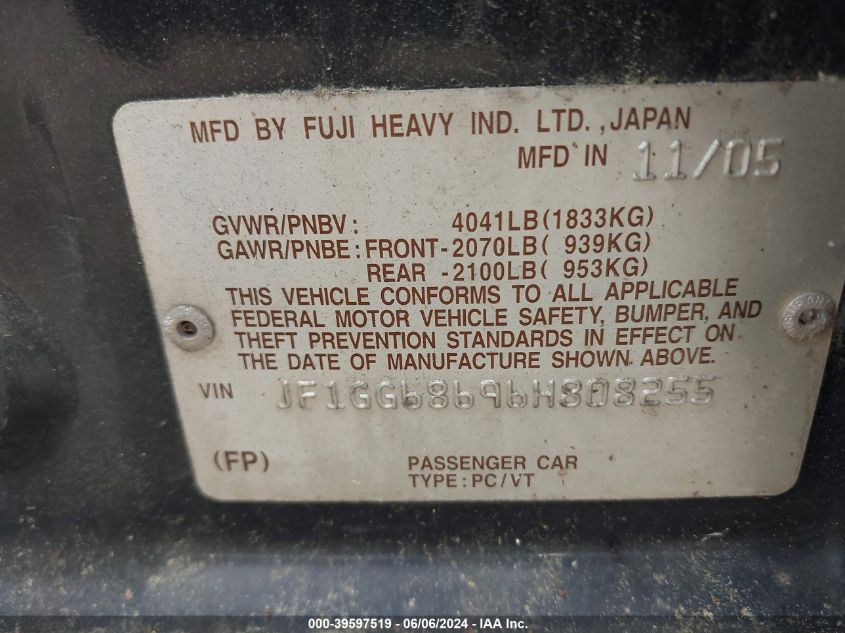 MFD BY FUJI HEAVY IND. LTD., JAPAN
MFD IN 11/05
GVWR/PNBV: 4041LB(1833KG)
GAWR/PNBE: FRONT-2070LB( 939KG)
REAR -2100LB( 953KG)
THIS VEHICLE CONFORMS TO ALL APPLICABLE
FEDERAL MOTOR VEHICLE SAFETY, BUMPER, AND
THEFT PREVENTION STANDARDS IN EFFECT ON
THE DATE OF MANUFACTURE SHOWN ABOVE.
VIN JF1GG68696H808255
(FP) PASSENGER CAR
TYPE:PC/VT
SUBARU
000-39597519 - 06/06/2024 - IAA Inc.